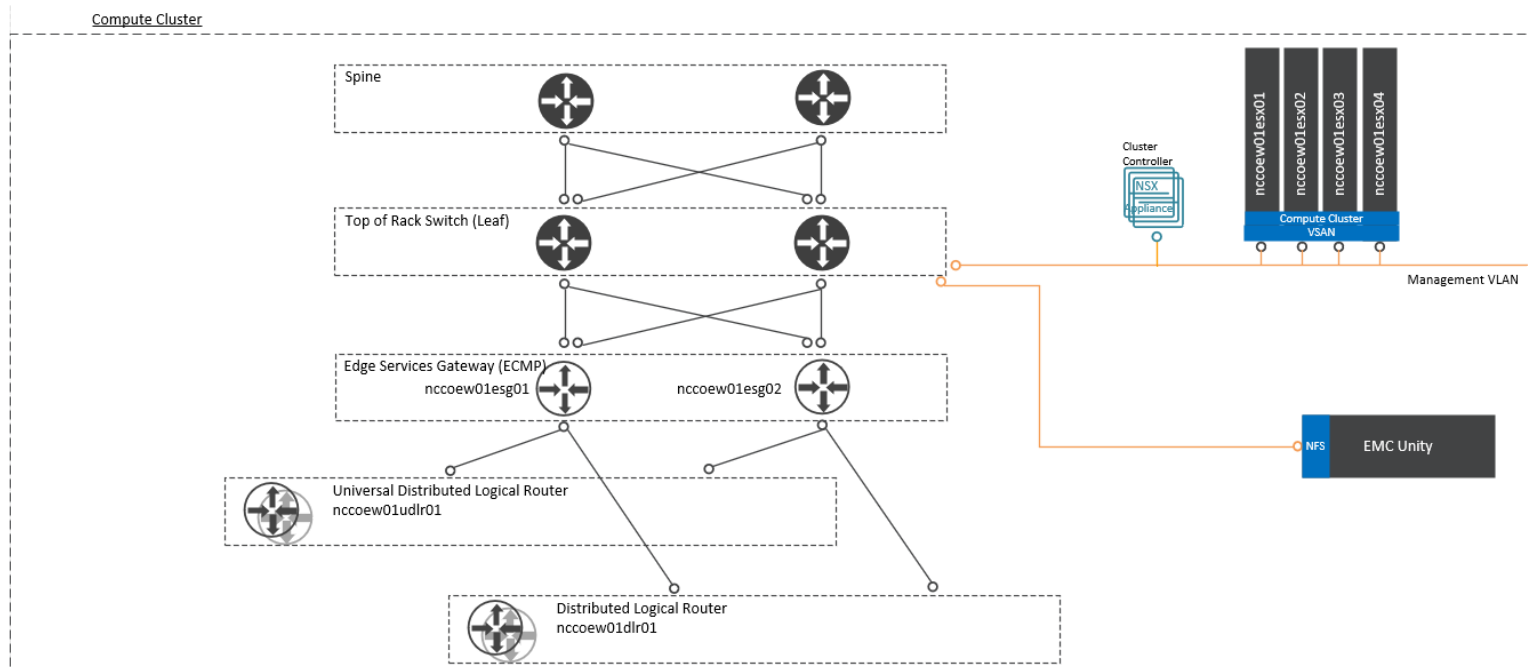 Compute Cluster
Spine
Top of Rack Switch (Leaf)
Edge Services Gateway (ECMP)
nccoew01esg01
nccoew01esg02
Universal Distributed Logical Router
nccoew01udlr01
Distributed Logical Router
nccoew01dlr01
Cluster
Controller
NSX
Appliance
nccoew01esx01
nccoew01esx02
nccoew01esx03
nccoew01esx04
Compute Cluster
VSAN
Management VLAN
NFS
EMC Unity